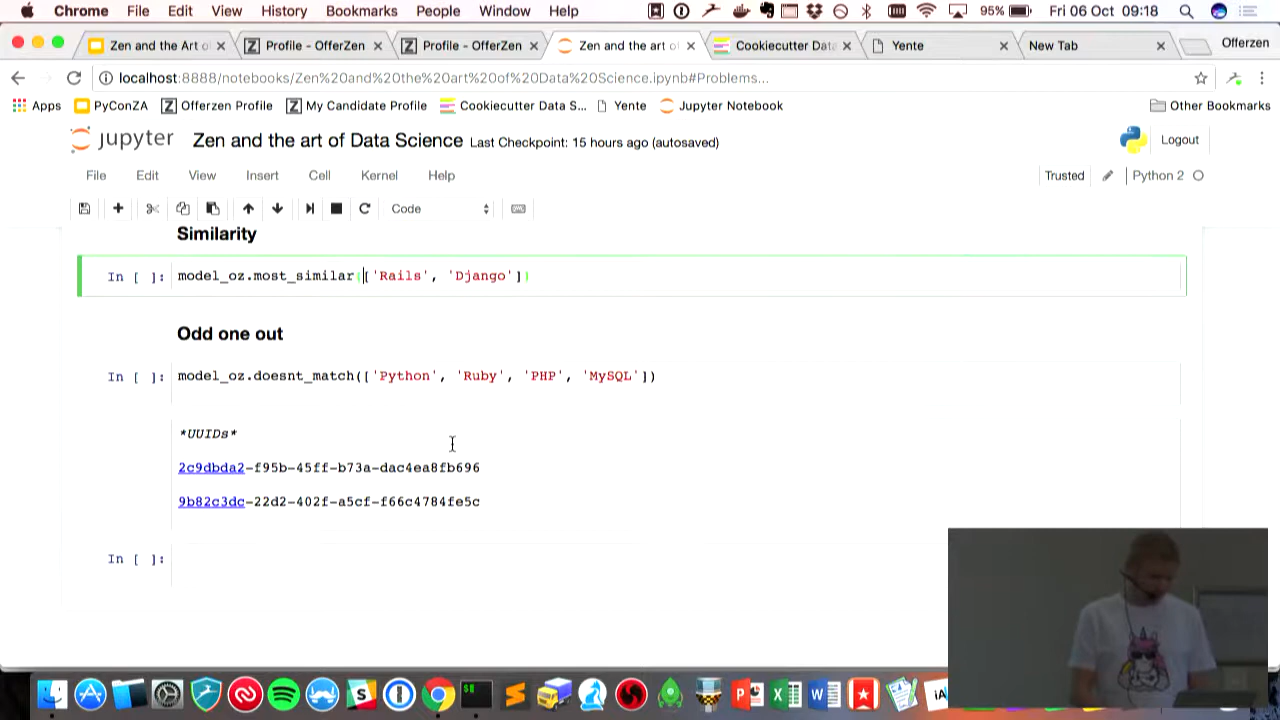 Chrome File Edit View History Bookmarks People Window Help 95% Fri 06 Oct 09:18
Zen and the Art o Profile - OfferZen Profile - OfferZen Zen and the art o Cookiecutter Dat Yente New Tab Offerzen
localhost:8888/notebooks/Zen%20and%20the%20art%20of%20Data%20Science.ipynb#Problems...
Apps PyConZA Offerzen Profile My Candidate Profile Cookiecutter Data S... Yente Jupyter Notebook Other Bookmarks
jupyter Zen and the art of Data Science Last Checkpoint: 15 hours ago (autosaved) Logout
File Edit View Insert Cell Kernel Help Trusted Python 2
Code
Similarity
In [ ]: model_oz.most_similar(['Rails', 'Django'])
Odd one out
In [ ]: model_oz.doesnt_match(['Python', 'Ruby', 'PHP', 'MySQL'])
*UUIDs*
2c9dbda2-f95b-45ff-b73a-dac4ea8fb696
9b82c3dc-22d2-402f-a5cf-f66c4784fe5c
In [ ]: